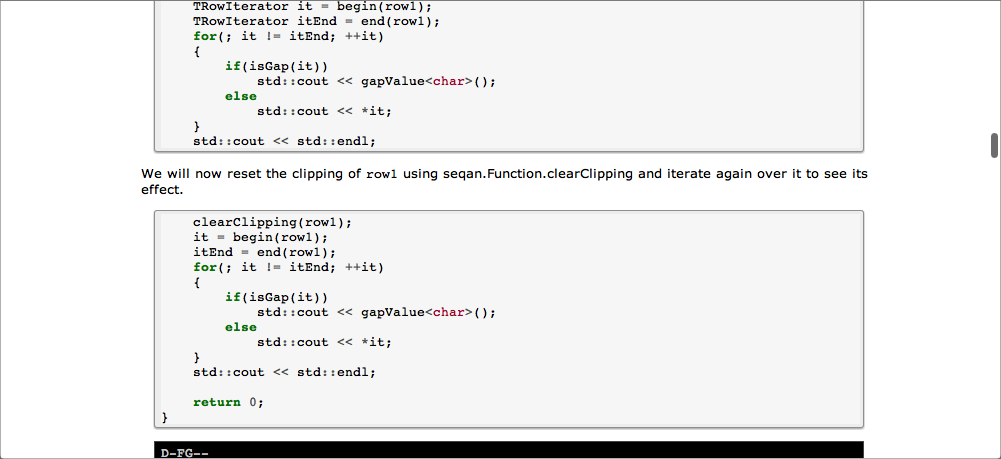 TRowIterator it = begin(row1);
TRowIterator itEnd = end(row1);
for(; it != itEnd; ++it)
{
if(isGap(it))
std::cout << gapValue<char>();
else
std::cout << *it;
}
std::cout << std::endl;
We will now reset the clipping of row1 using seqan.Function.clearClipping and iterate again over it to see its
effect.
clearClipping(row1);
it = begin(row1);
itEnd = end(row1);
for(; it != itEnd; ++it)
{
if(isGap(it))
std::cout << gapValue<char>();
else
std::cout << *it;
}
std::cout << std::endl;
return 0;
}
D-FG--